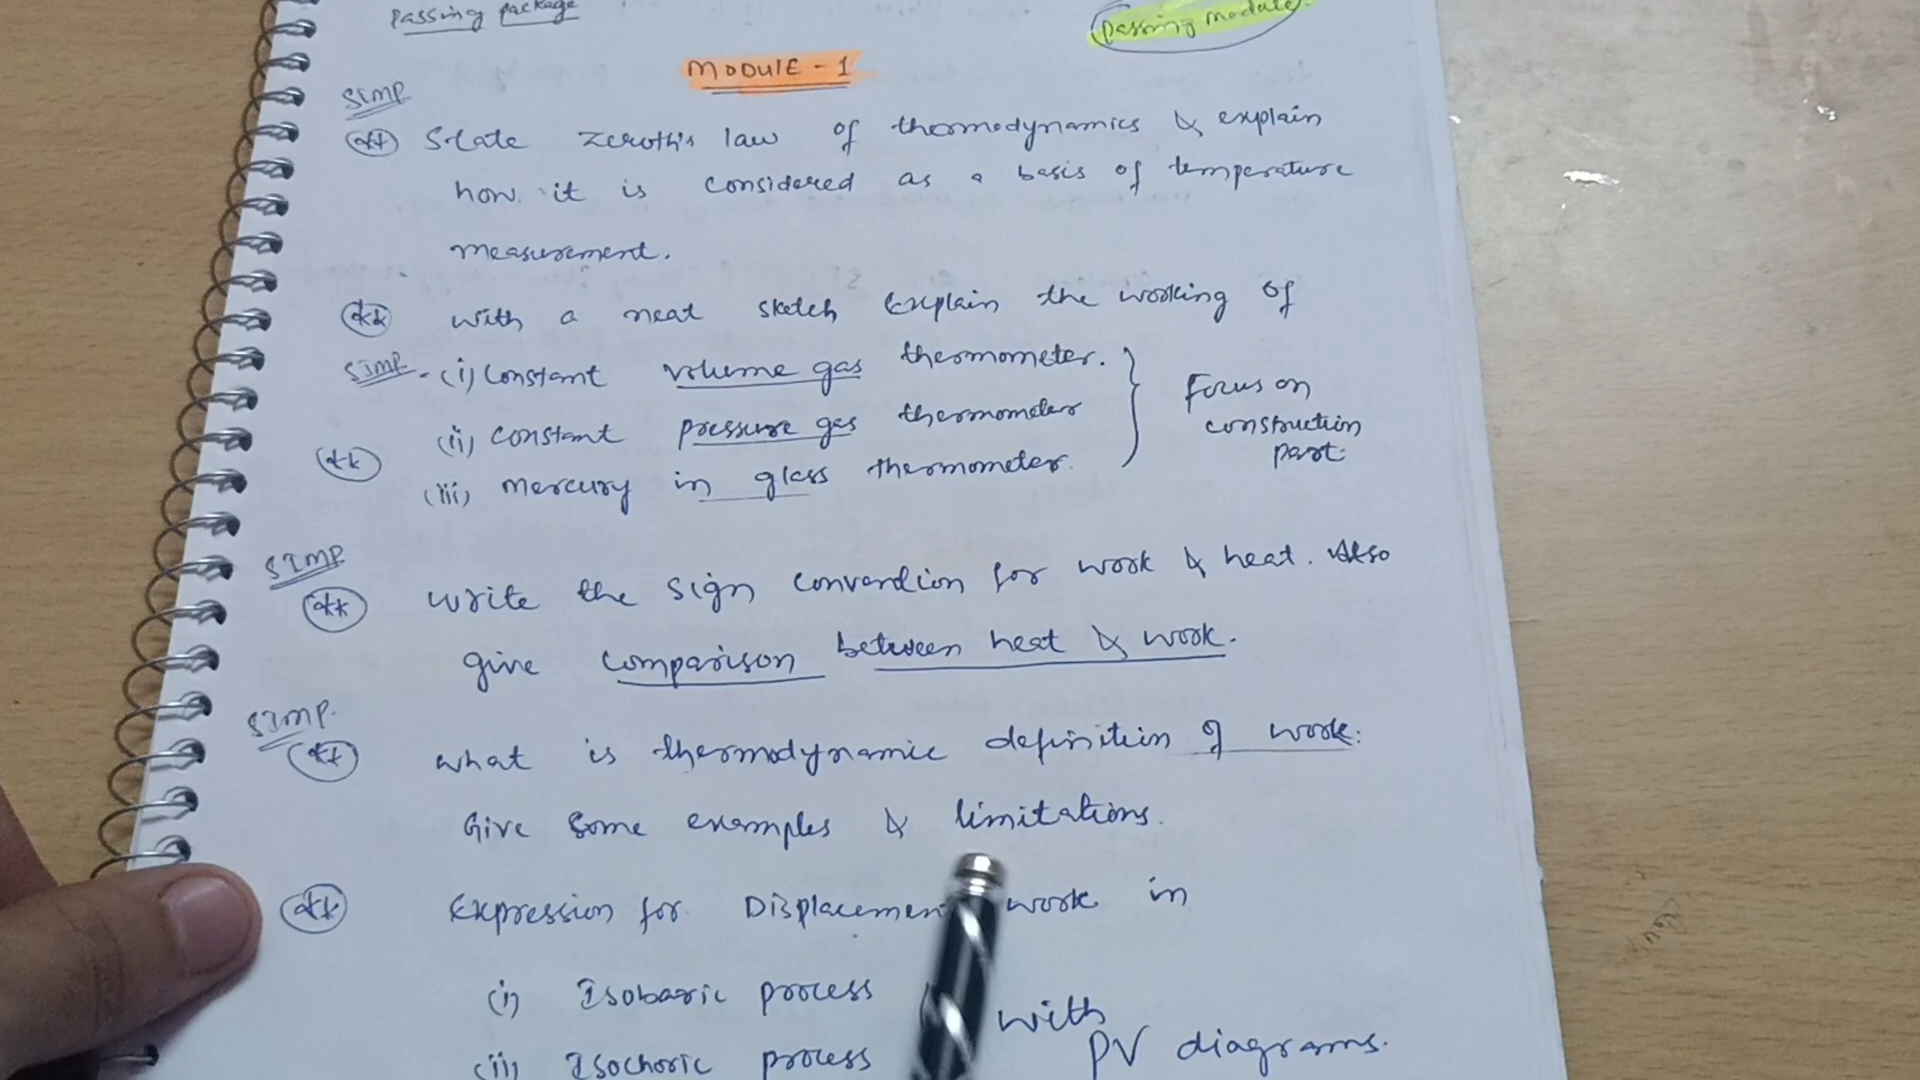 Passing package
Passing module.
MODULE - 1
SIMP
** State Zeroth's law of thermodynamics & explain
how it is considered as a basis of temperature
measurement.
** with a neat sketch Explain the working of
SIMP - (i) Constant volume gas thermometer.
(ii) constant pressure gas thermometer
** (iii) mercury in glass thermometer.
Focus on
construction
part.
SIMP
** write the sign convention for work & heat. Also
give comparison between heat & work.
SIMP.
** what is thermodynamic definition of work.
Give some examples & limitations.
** Expression for Displacement work in
(i) Isobaric process
(ii) Isochoric process
with
PV diagrams.